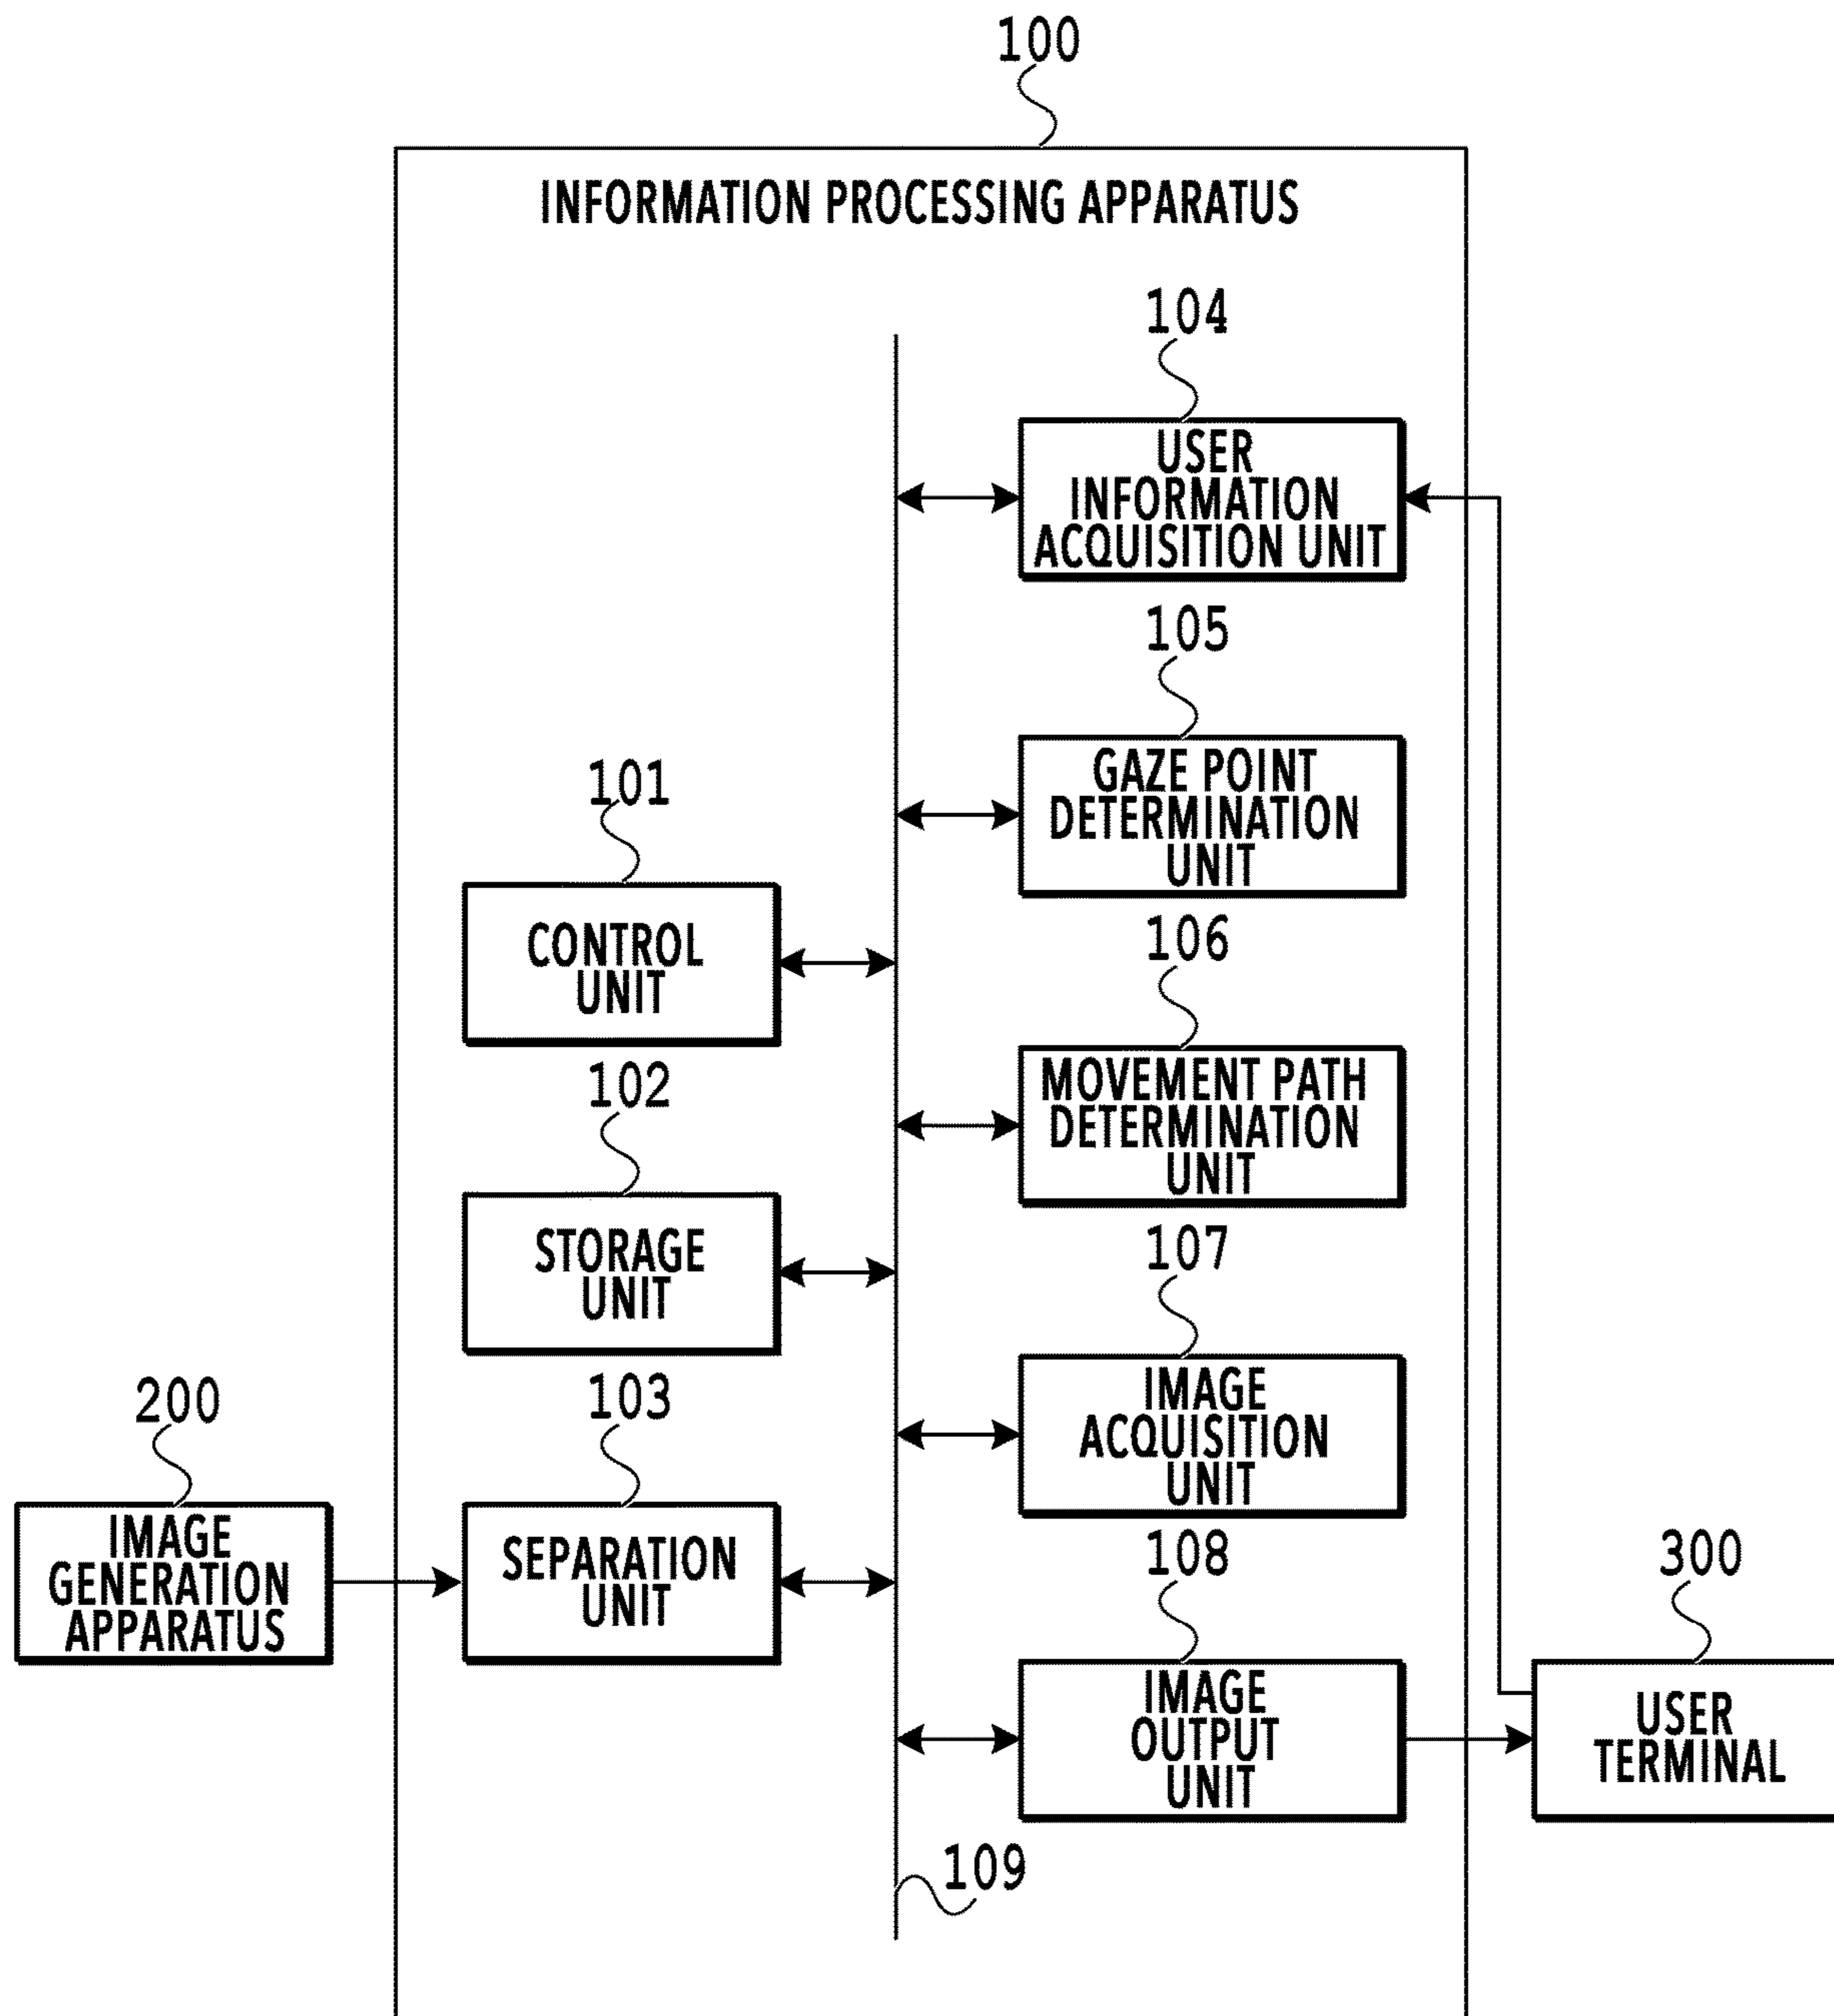 100
INFORMATION PROCESSING APPARATUS
104
USER
INFORMATION
ACQUISITION UNIT
105
GAZE POINT
DETERMINATION
UNIT
101
CONTROL
UNIT
106
MOVEMENT PATH
DETERMINATION
UNIT
102
STORAGE
UNIT
107
IMAGE
ACQUISITION
UNIT
200
IMAGE
GENERATION
APPARATUS
103
SEPARATION
UNIT
108
IMAGE
OUTPUT
UNIT
300
USER
TERMINAL
109